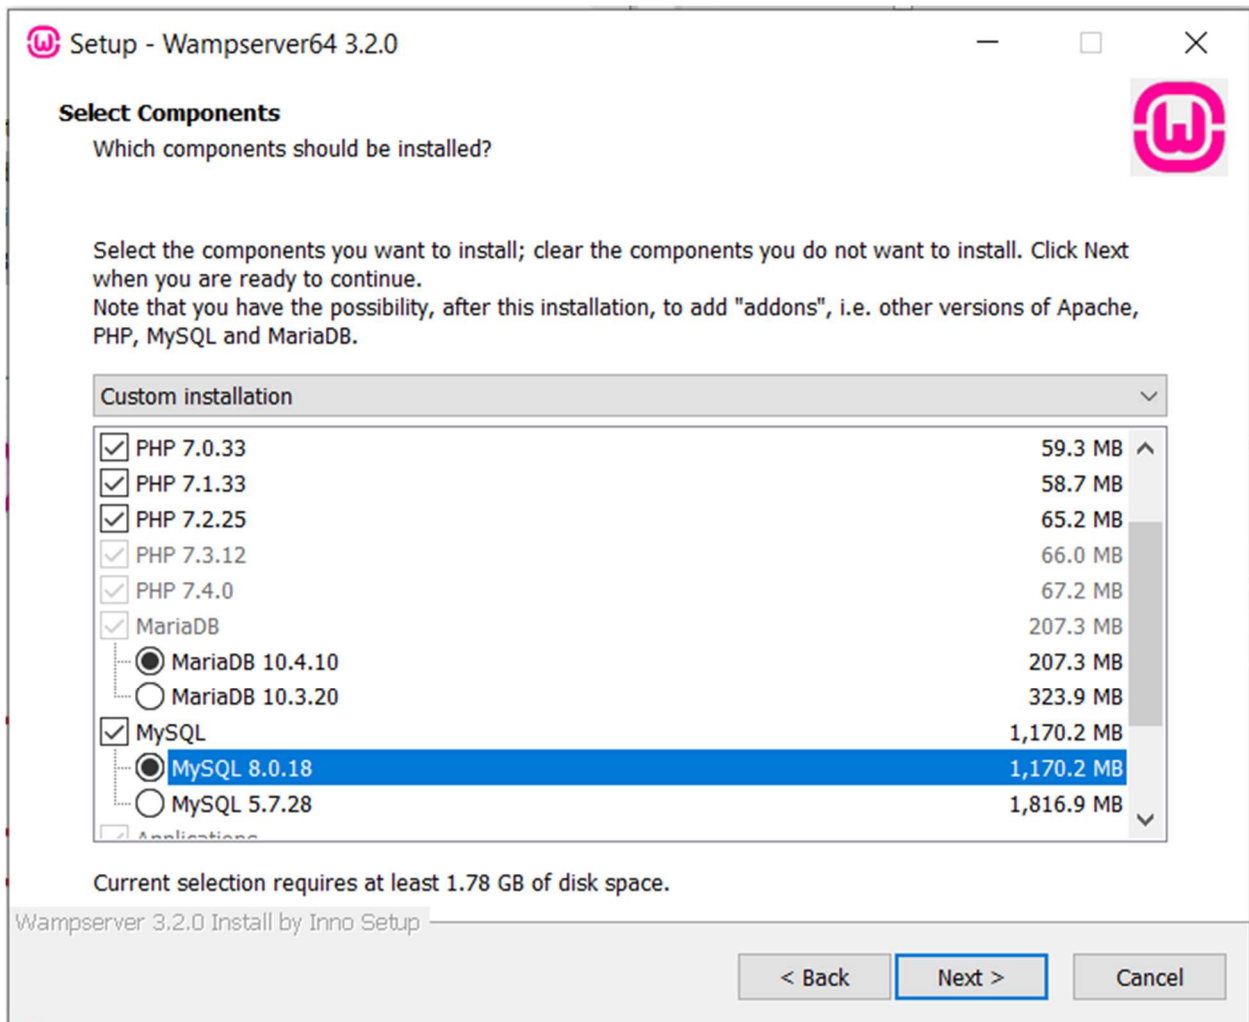 Setup - Wampserver64 3.2.0
Select Components
Which components should be installed?
Select the components you want to install; clear the components you do not want to install. Click Next
when you are ready to continue.
Note that you have the possibility, after this installation, to add "addons", i.e. other versions of Apache,
PHP, MySQL and MariaDB.
Custom installation
PHP 7.0.33 59.3 MB
PHP 7.1.33 58.7 MB
PHP 7.2.25 65.2 MB
PHP 7.3.12 66.0 MB
PHP 7.4.0 67.2 MB
MariaDB 207.3 MB
MariaDB 10.4.10 207.3 MB
MariaDB 10.3.20 323.9 MB
MySQL 1,170.2 MB
MySQL 8.0.18 1,170.2 MB
MySQL 5.7.28 1,816.9 MB
Applications
Current selection requires at least 1.78 GB of disk space.
Wampserver 3.2.0 Install by Inno Setup
< Back Next > Cancel